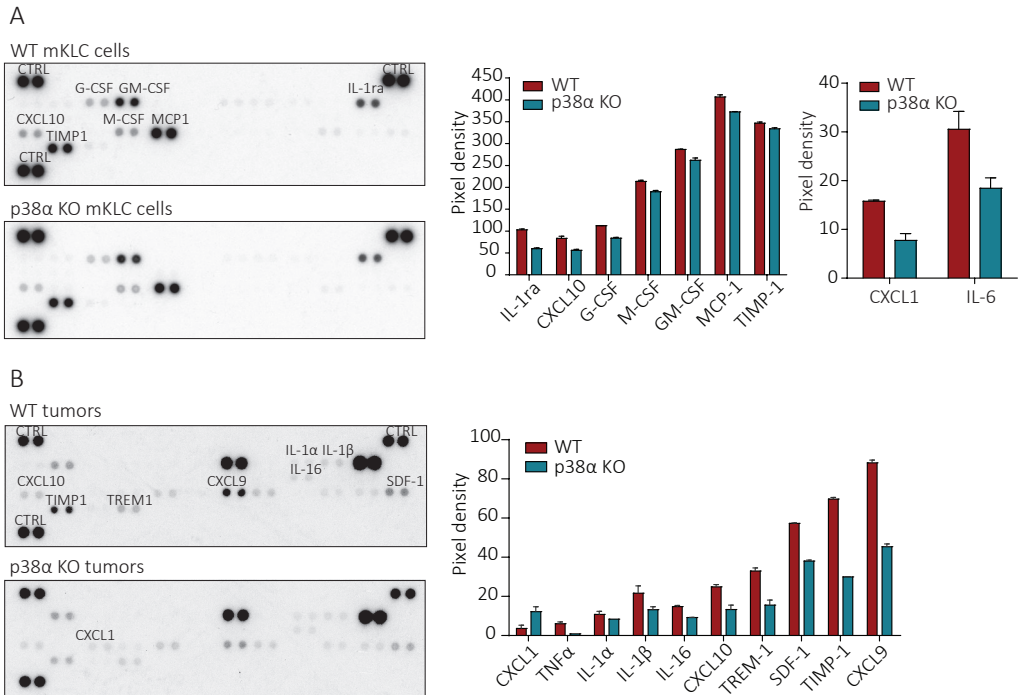 A
WT mKLC cells
CTRL
CTRL
G-CSF GM-CSF
IL-1ra
CXCL10
M-CSF MCP1
TIMP1
CTRL
p38α KO mKLC cells
450
400
350
300
250
200
150
100
50
0
Pixel density
WT
p38α KO
IL-1ra
CXCL10
G-CSF
M-CSF
GM-CSF
MCP-1
TIMP-1
40
30
20
10
0
Pixel density
WT
p38α KO
CXCL1
IL-6
B
WT tumors
CTRL
CTRL
IL-1α IL-1β
IL-16
CXCL10
CXCL9
SDF-1
TIMP1
TREM1
CTRL
p38α KO tumors
CXCL1
100
80
60
40
20
0
Pixel density
WT
p38α KO
CXCL1
TNFα
IL-1α
IL-1β
IL-16
CXCL10
TREM-1
SDF-1
TIMP-1
CXCL9